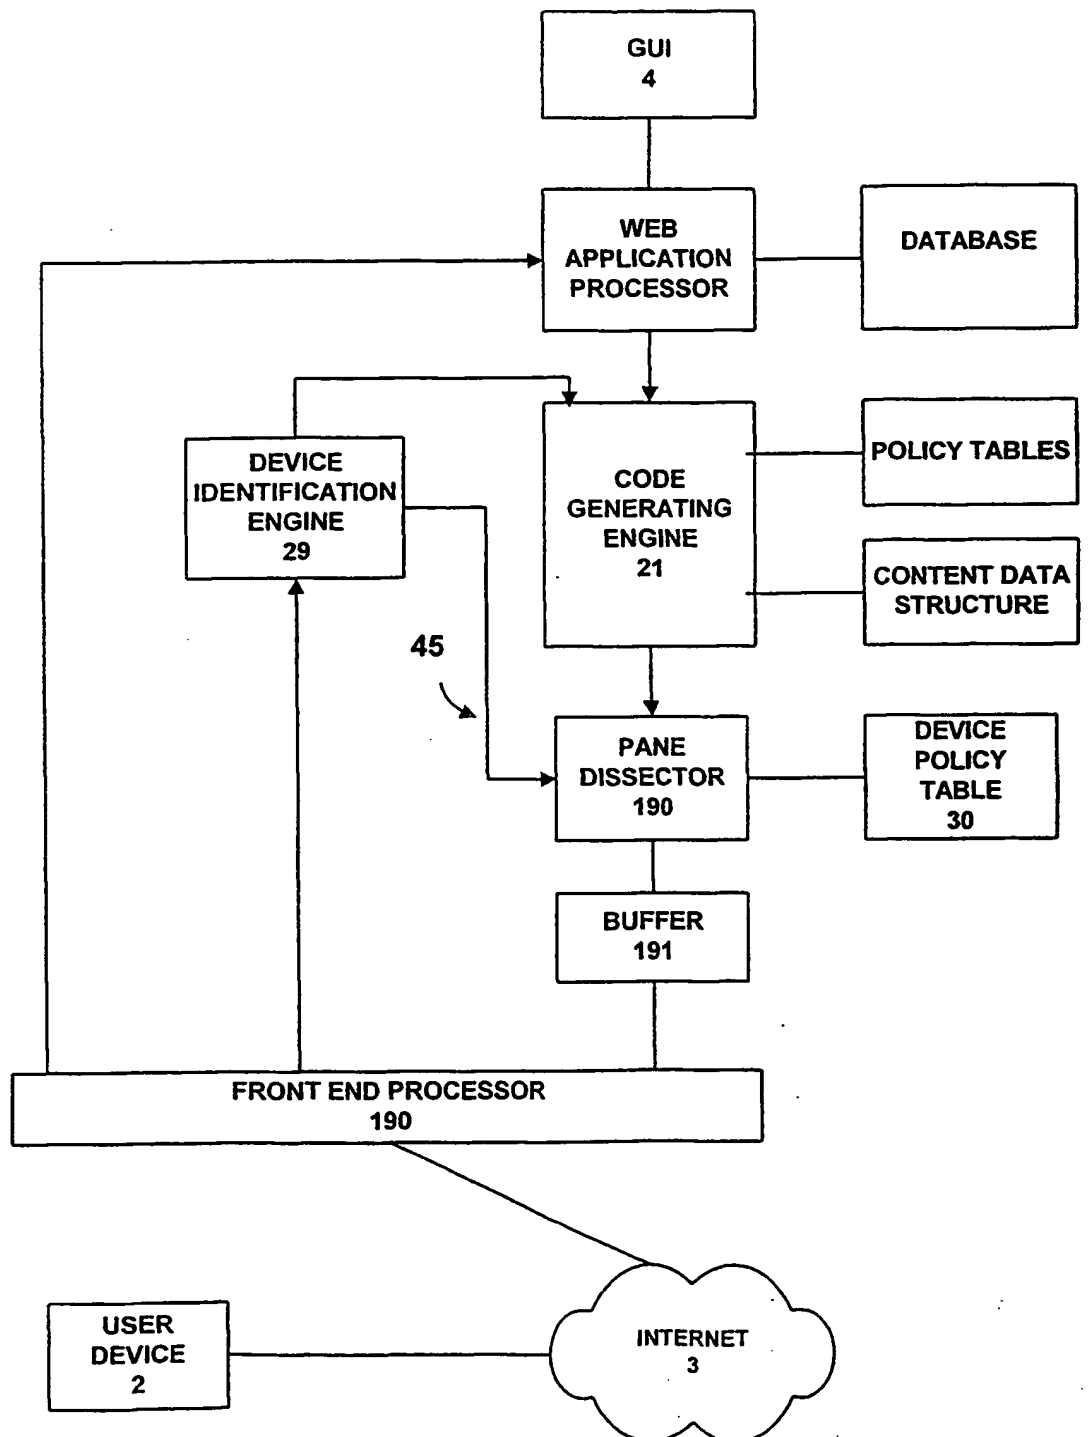 GUI
4
WEB
APPLICATION
PROCESSOR
DATABASE
DEVICE
IDENTIFICATION
ENGINE
29
CODE
GENERATING
ENGINE
21
POLICY TABLES
CONTENT DATA
STRUCTURE
45
PANE
DISSECTOR
190
DEVICE
POLICY
TABLE
30
BUFFER
191
FRONT END PROCESSOR
190
USER
DEVICE
2
INTERNET
3